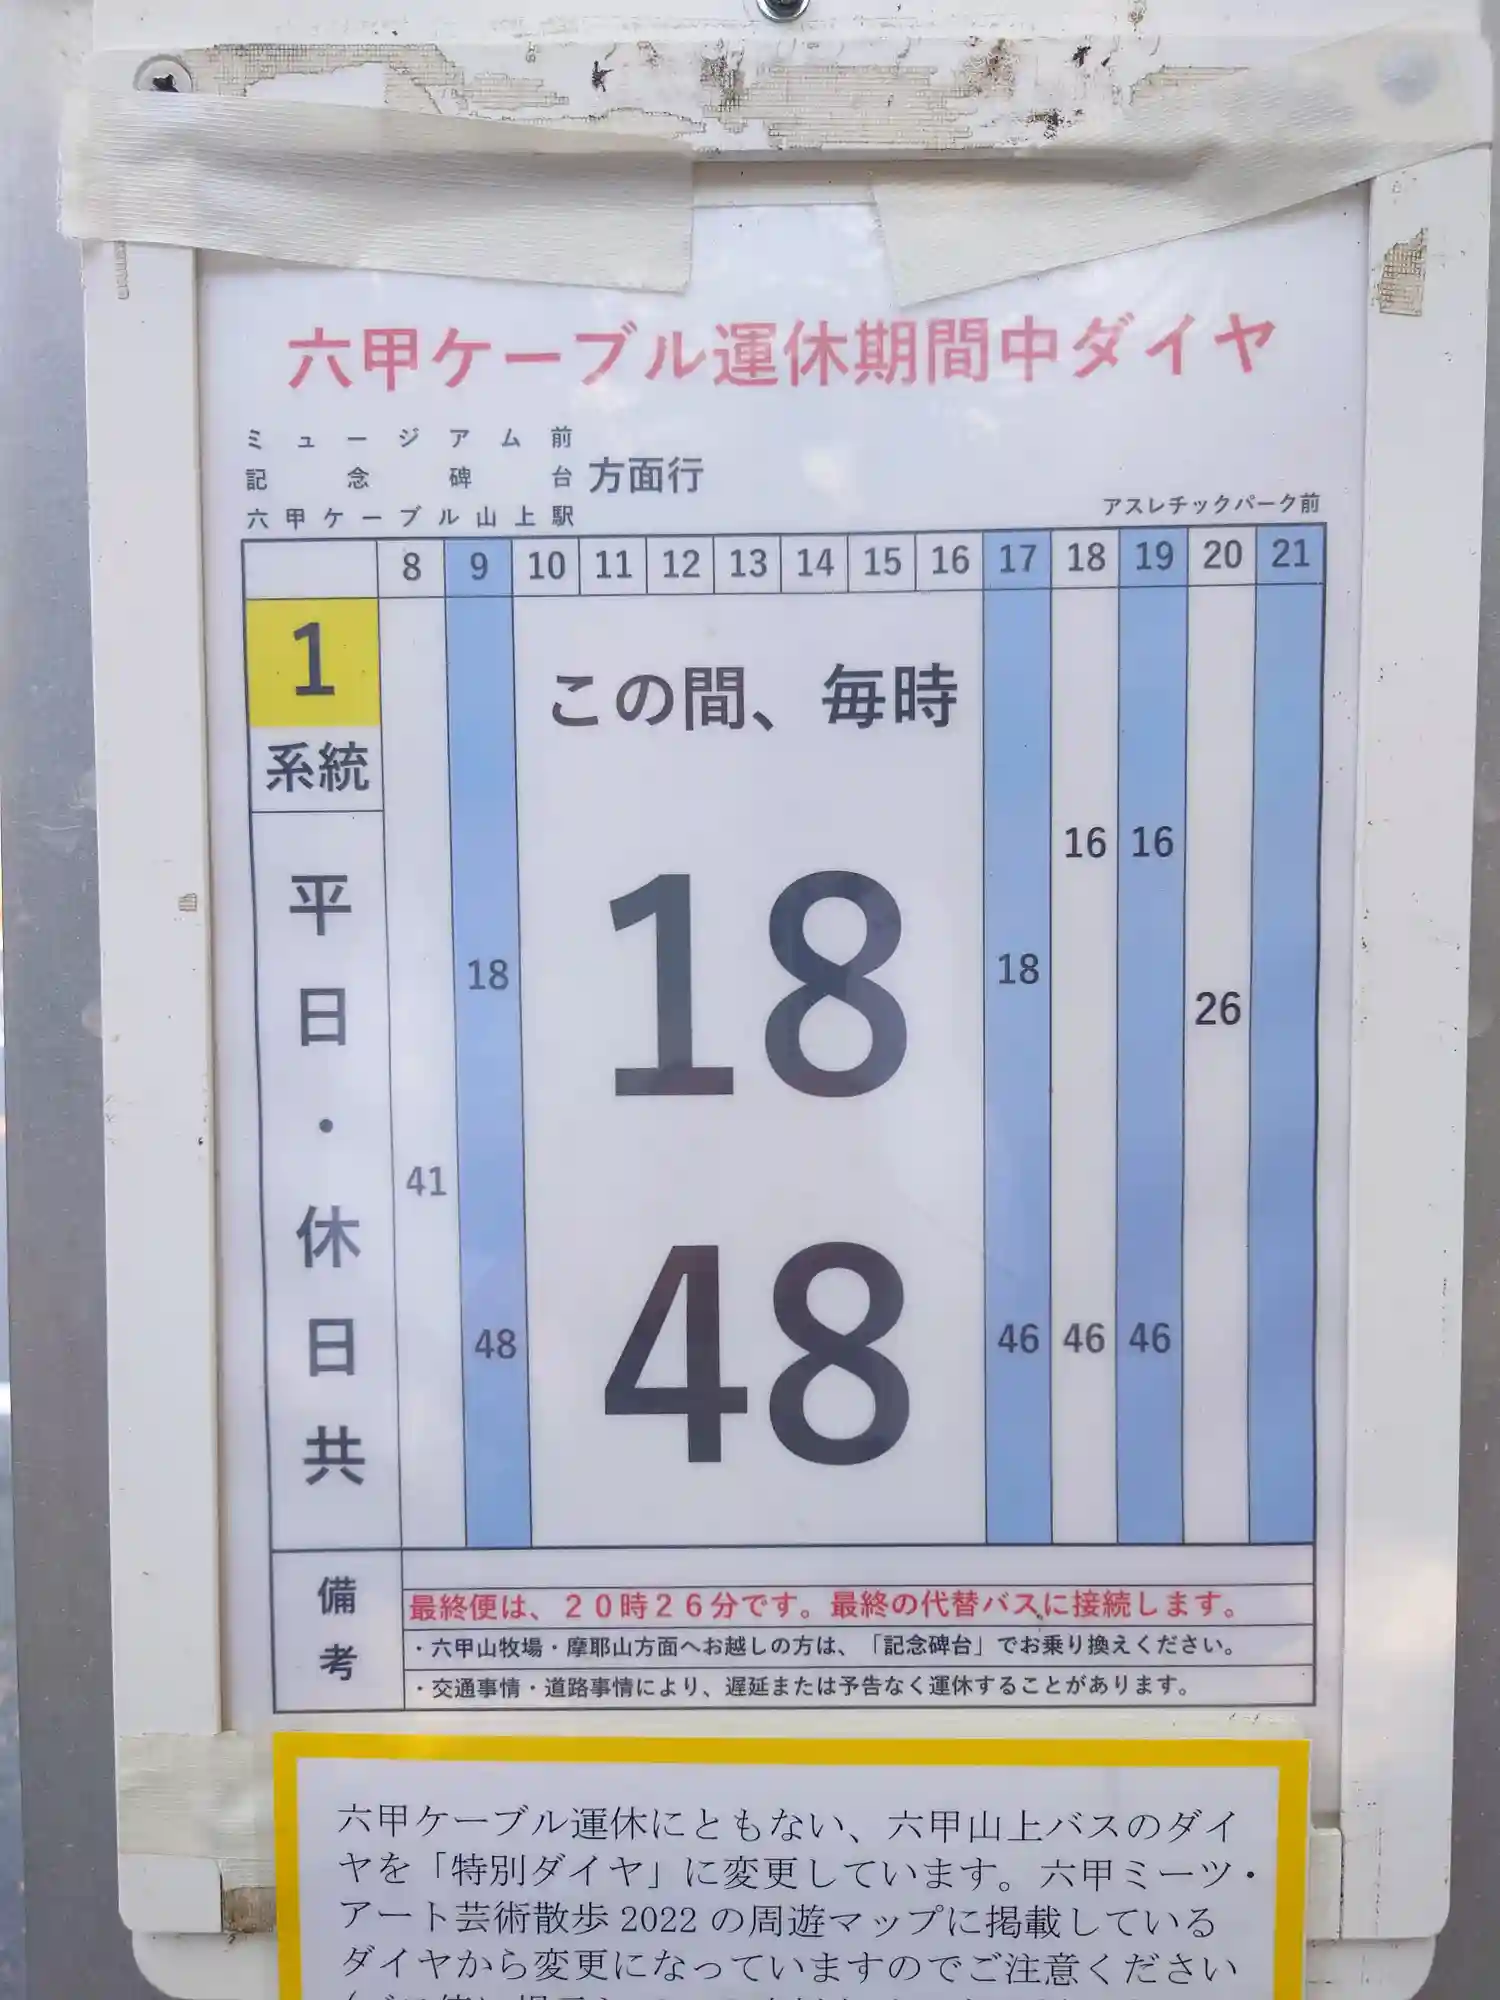 六甲ケーブル運休期間中ダイヤ
ミュージアム前
記念碑台 方面行
六甲ケーブル山上駅
アスレチックパーク前
8 9 10 11 12 13 14 15 16 17 18 19 20 21
1
系統
この間、毎時
16 16
平日・休日共
18 18 18 26
41
48 48 46 46 46
備考
最終便は、20時26分です。最終の代替バスに接続します。
・六甲山牧場・摩耶山方面へお越しの方は、「記念碑台」でお乗り換えください。
・交通事情・道路事情により、遅延または予告なく運休することがあります。
六甲ケーブル運休にともない、六甲山上バスのダイ
ヤを「特別ダイヤ」に変更しています。六甲ミーツ・
アート芸術散歩2022の周遊マップに掲載している
ダイヤから変更になっていますのでご注意ください